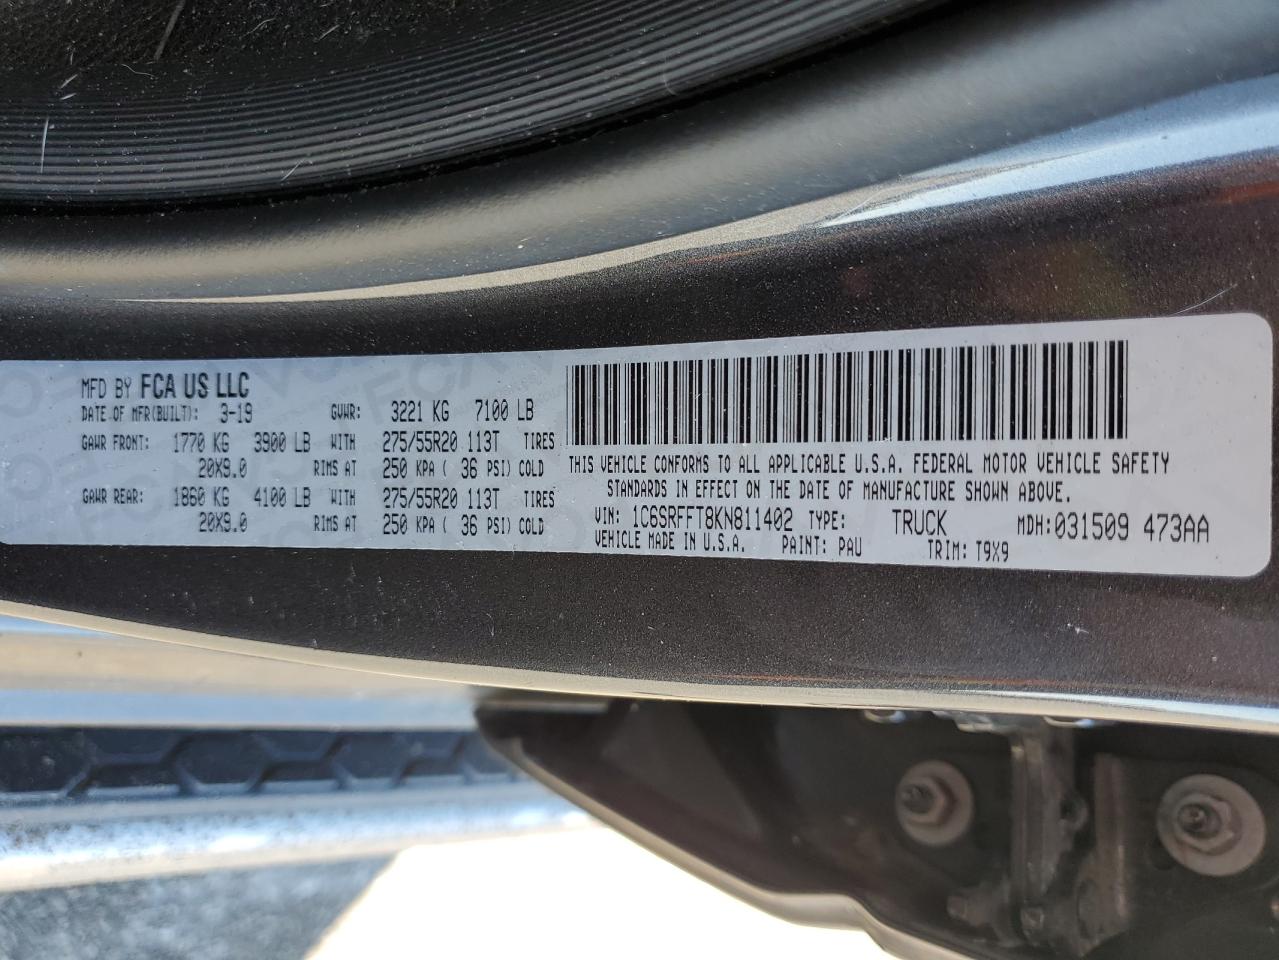 MFD BY FCA US LLC
DATE OF MFR(BUILT): 3-19 GVWR: 3221 KG 7100 LB
GAWR FRONT: 1770 KG 3900 LB WITH 275/55R20 113T TIRES
20X9.0 RIMS AT 250 KPA ( 36 PSI) COLD
GAWR REAR: 1860 KG 4100 LB WITH 275/55R20 113T TIRES
20X9.0 RIMS AT 250 KPA ( 36 PSI) COLD
THIS VEHICLE CONFORMS TO ALL APPLICABLE U.S.A. FEDERAL MOTOR VEHICLE SAFETY
STANDARDS IN EFFECT ON THE DATE OF MANUFACTURE SHOWN ABOVE.
VIN: 1C6SRFFT8KN811402 TYPE: TRUCK MDH:031509 473AA
VEHICLE MADE IN U.S.A. PAINT: PAU TRIM: T9X9